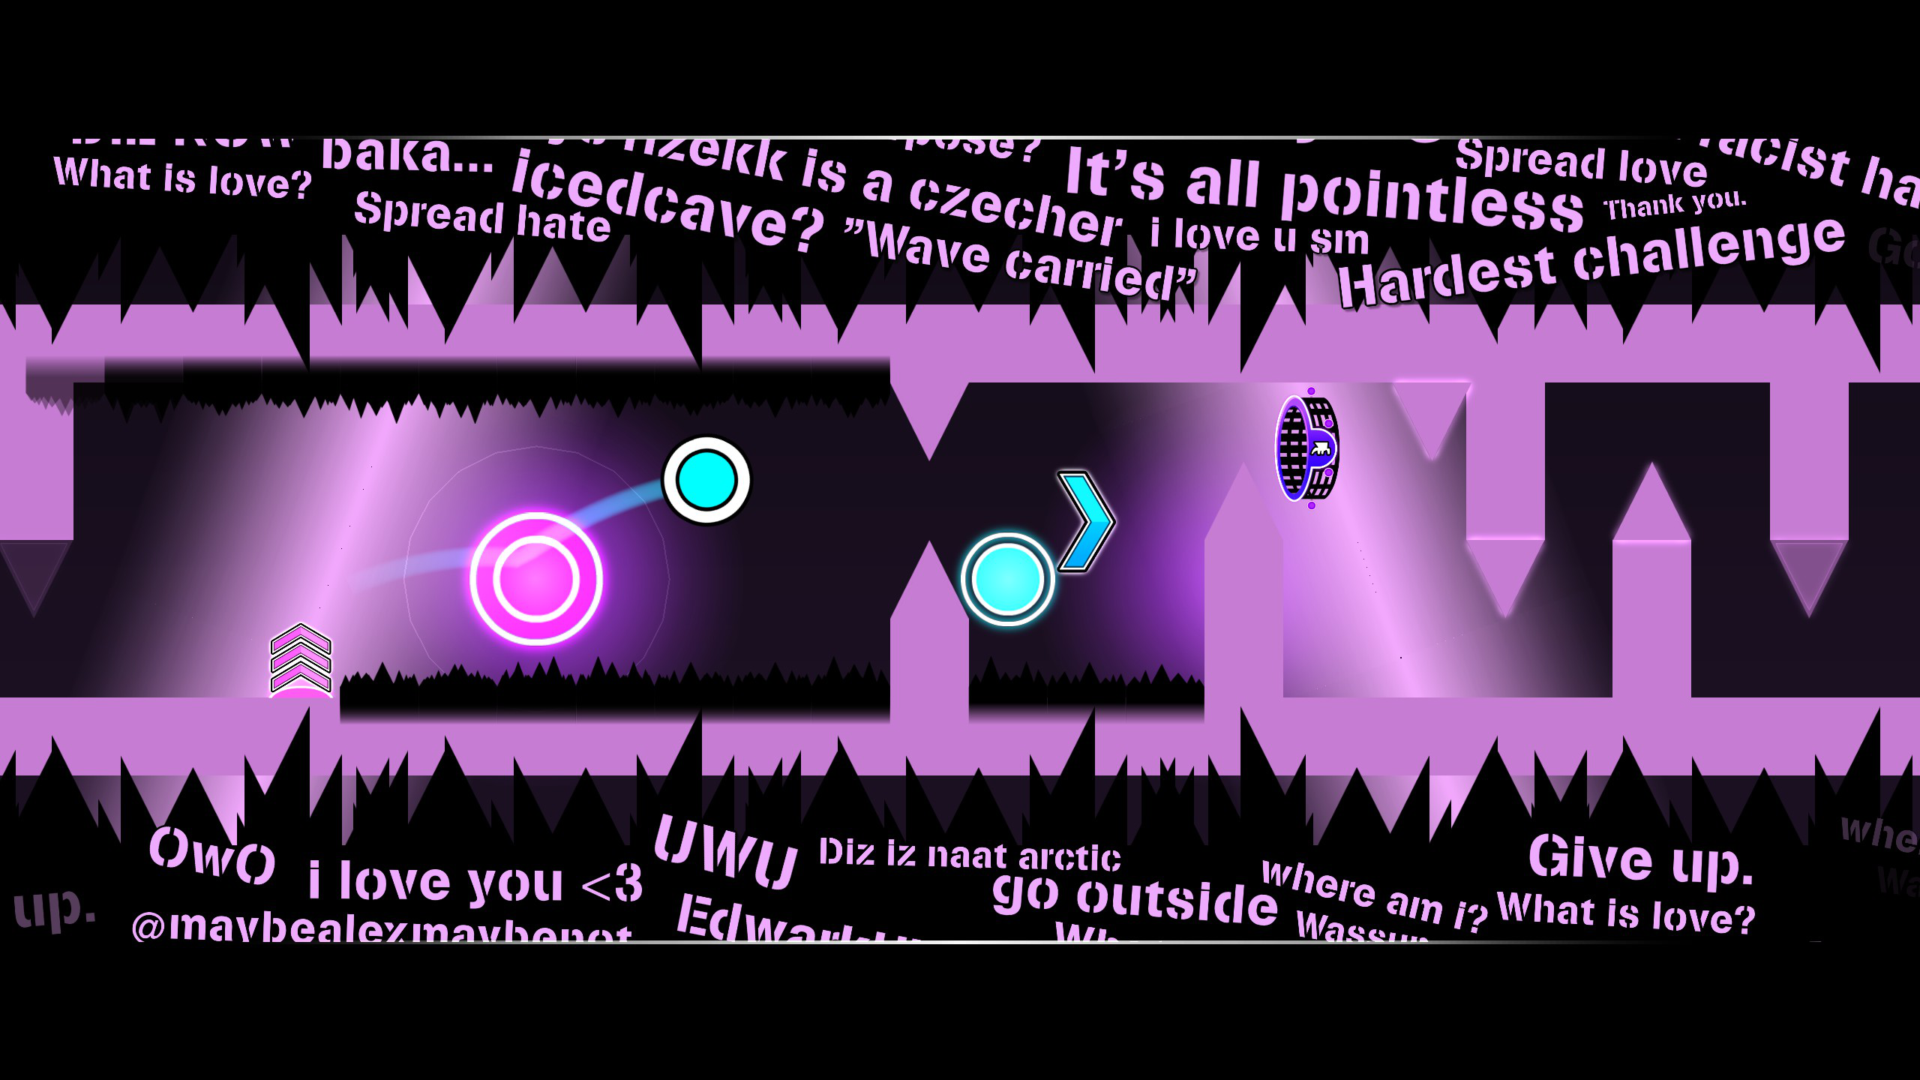 baka...
What is love?
Spread hate
icedcave?
is a czecher
"Wave carried"
It's all pointless
i love u sm
Spread love
Thank you.
Hardest challenge
OwO
i love you <3
UWU
Diz iz naat arctic
go outside
where am i?
Give up.
What is love?
up.
@maybealexmaybenot